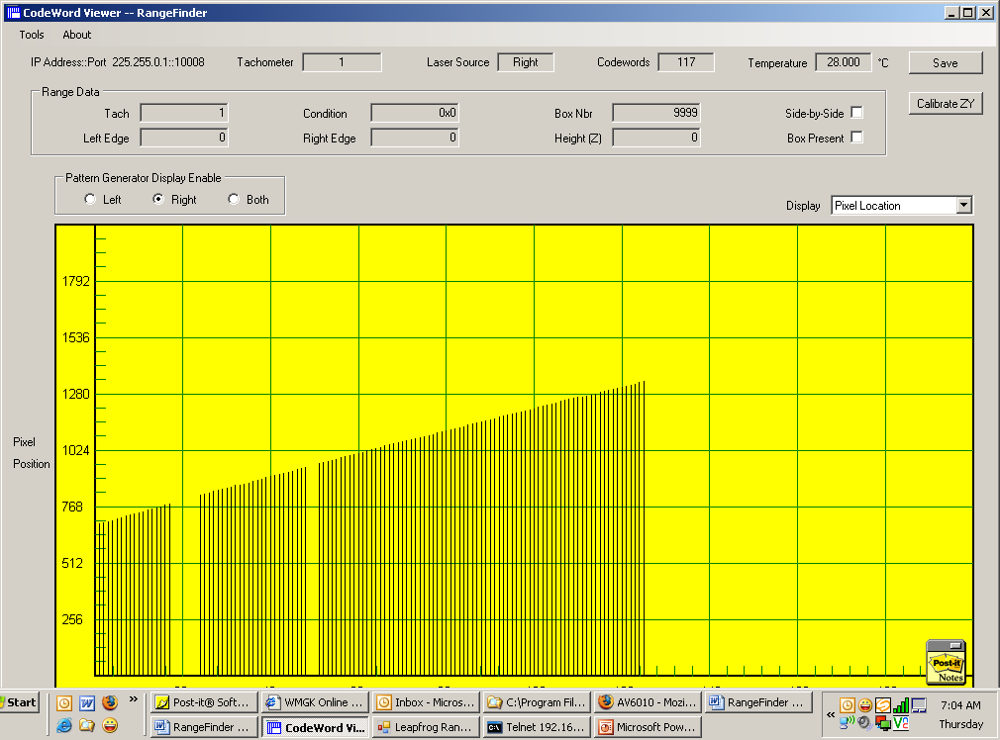 CodeWord Viewer -- RangeFinder
Tools About
IP Address::Port 225.255.0.1::10008 Tachometer 1 Laser Source Right Codewords 117 Temperature 28.000 °C Save
Range Data
Calibrate ZY
Tach 1 Condition 0x0 Box Nbr 9999 Side-by-Side
Left Edge 0 Right Edge 0 Height (Z) 0 Box Present
Pattern Generator Display Enable
Left Right Both
Display Pixel Location
1792
1536
1280
1024
Pixel
Position
768
512
256
Post-it
Notes
Start » Post-it® Soft... WMGK Online ... Inbox - Micros... C:\Program Fil... AV6010 - Mozi... RangeFinder ... « 7:04 AM
RangeFinder ... CodeWord Vi... Leapfrog Ran... Telnet 192.16... Microsoft Pow... Thursday